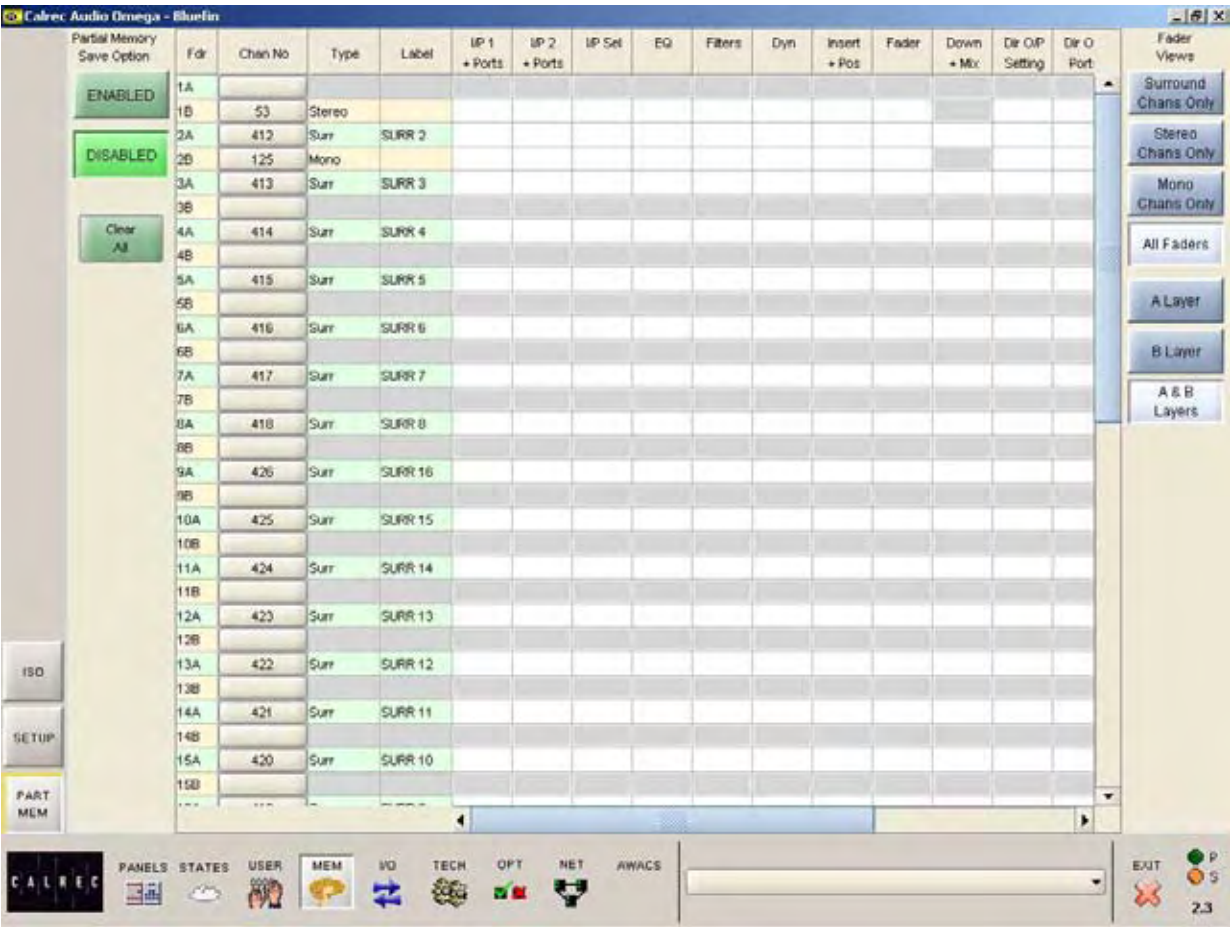 Calrec Audio Omega - Bluefin
Partial Memory
Save Option
ENABLED
DISABLED
Clear
All
Fdr Chan No Type Label I/P 1 + Ports I/P 2 + Ports I/P Sel EQ Filters Dyn Insert + Pos Fader Down + Mix Dir O/P Setting Dir O Port
1A
1B 53 Stereo
2A 412 Surr SURR 2
2B 125 Mono
3A 413 Surr SURR 3
3B
4A 414 Surr SURR 4
4B
5A 415 Surr SURR 5
5B
6A 416 Surr SURR 6
6B
7A 417 Surr SURR 7
7B
8A 418 Surr SURR 8
8B
9A 426 Surr SURR 16
9B
10A 425 Surr SURR 15
10B
11A 424 Surr SURR 14
11B
12A 423 Surr SURR 13
12B
13A 422 Surr SURR 12
13B
14A 421 Surr SURR 11
14B
15A 420 Surr SURR 10
15B
Fader
Views
Surround
Chans Only
Stereo
Chans Only
Mono
Chans Only
All Faders
A Layer
B Layer
A & B
Layers
ISO
SETUP
PART
MEM
CALREC
PANELS STATES USER MEM I/O TECH OPT NET AWACS
EXIT
P
S
2.3